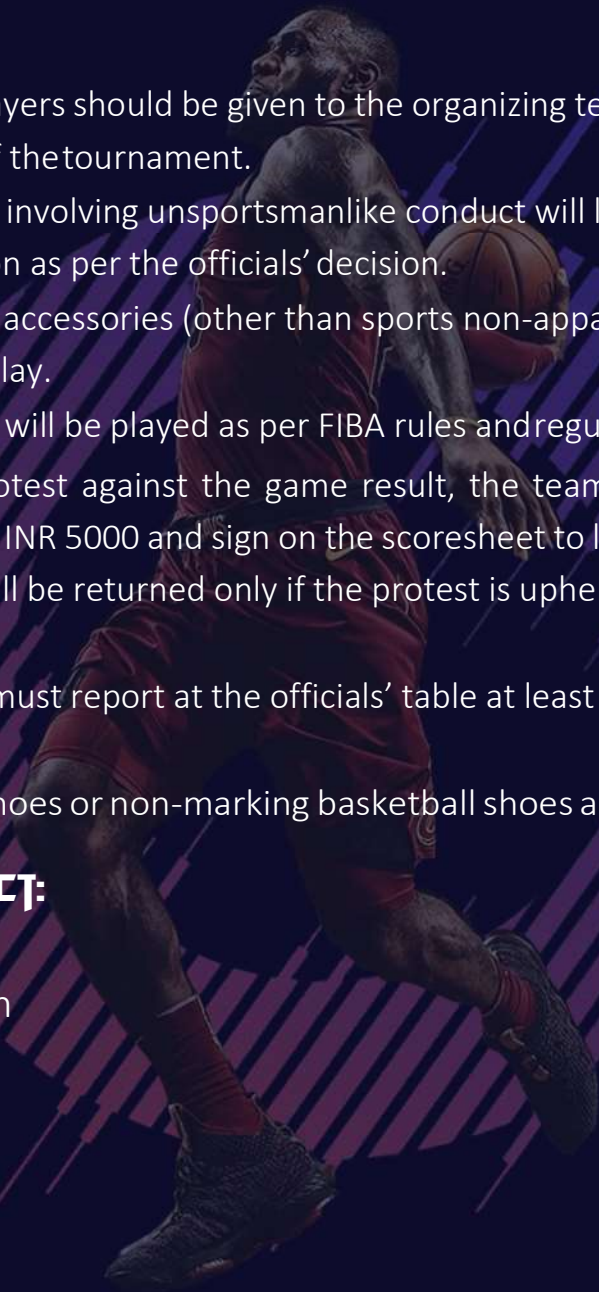 ayers should be given to the organizing te
f thetournament.
involving unsportsmanlike conduct will l
on as per the officials’ decision.
accessories (other than sports non-appa
lay.
will be played as per FIBA rules andregu
otest against the game result, the team
INR 5000 and sign on the scoresheet to l
ll be returned only if the protest is uphe
must report at the officials’ table at least
hoes or non-marking basketball shoes a
CT:
n